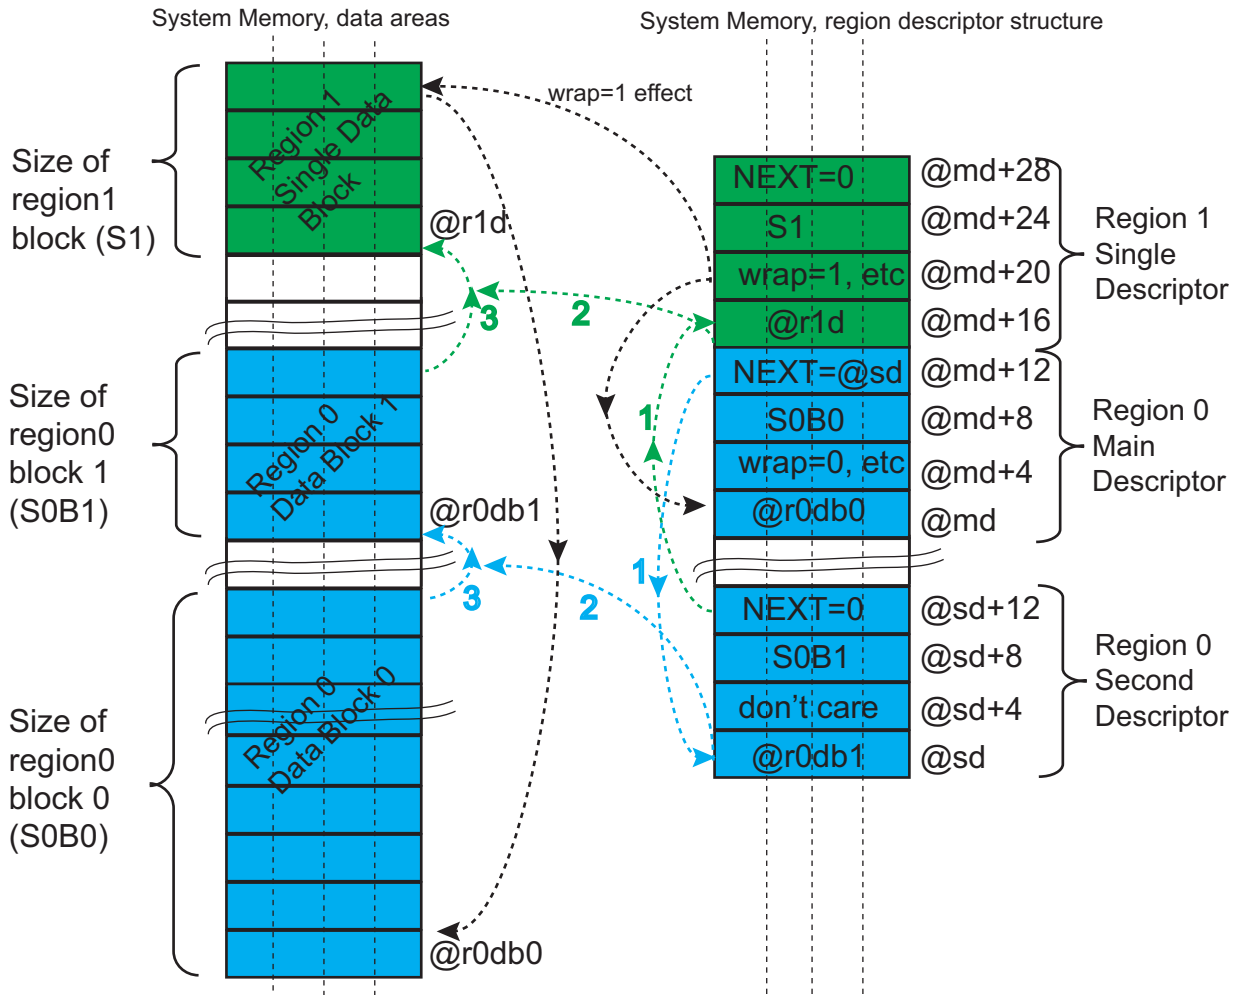 System Memory, data areas
System Memory, region descriptor structure
wrap=1 effect
Size of
region1
block (S1)
Region 1
Single Data
Block
@r1d
3
2
1
Size of
region0
block 1
(S0B1)
Region 0
Data Block 1
@r0db1
3
2
1
Size of
region0
block 0
(S0B0)
Region 0
Data Block 0
@r0db0
NEXT=0
@md+28
S1
@md+24
wrap=1, etc
@md+20
@r1d
@md+16
Region 1
Single
Descriptor
NEXT=@sd
@md+12
S0B0
@md+8
wrap=0, etc
@md+4
@r0db0
@md
Region 0
Main
Descriptor
NEXT=0
@sd+12
S0B1
@sd+8
don't care
@sd+4
@r0db1
@sd
Region 0
Second
Descriptor